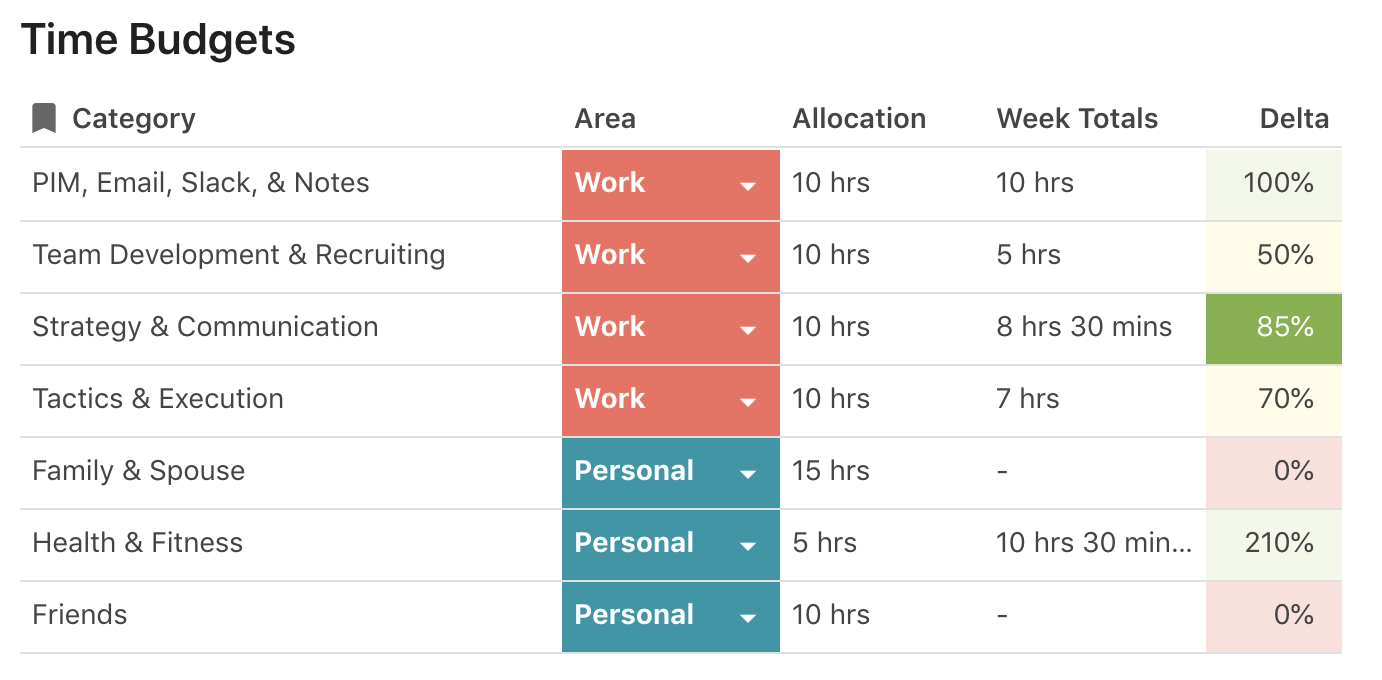 Time Budgets
Category Area Allocation Week Totals Delta
PIM, Email, Slack, & Notes Work 10 hrs 10 hrs 100%
Team Development & Recruiting Work 10 hrs 5 hrs 50%
Strategy & Communication Work 10 hrs 8 hrs 30 mins 85%
Tactics & Execution Work 10 hrs 7 hrs 70%
Family & Spouse Personal 15 hrs - 0%
Health & Fitness Personal 5 hrs 10 hrs 30 min... 210%
Friends Personal 10 hrs - 0%